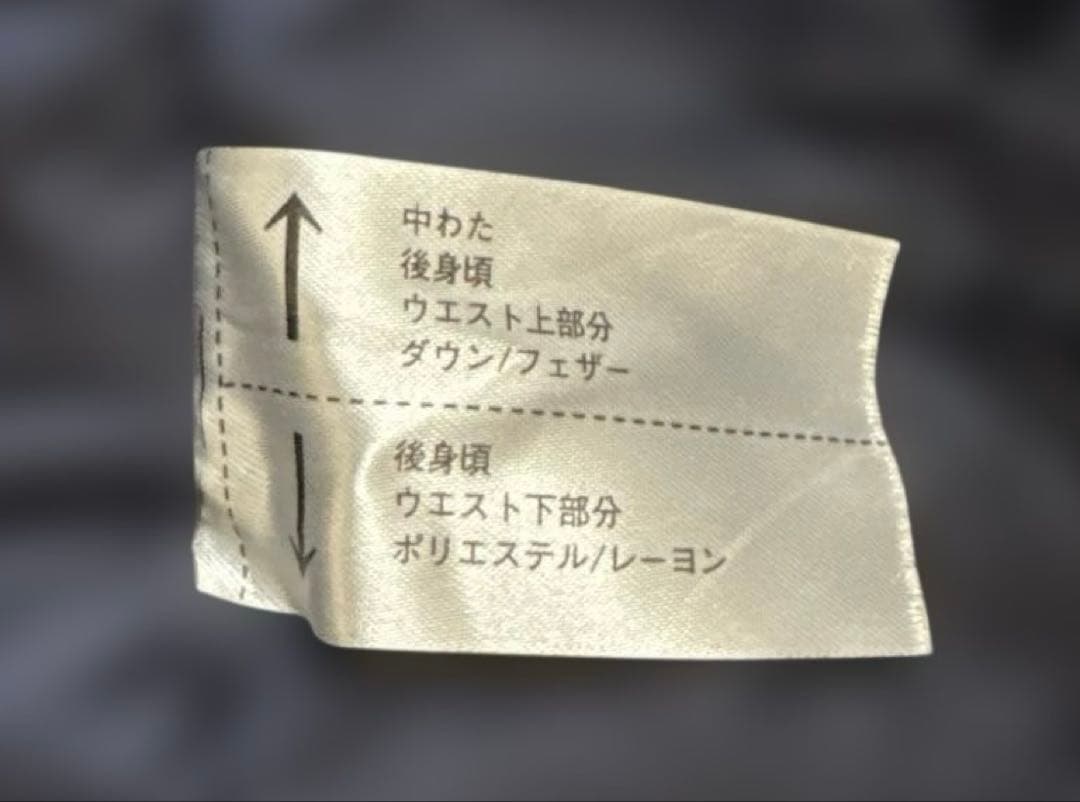 中わた
後身頃
ウエスト上部分
ダウン/フェザー
後身頃
ウエスト下部分
ポリエステル/レーヨン